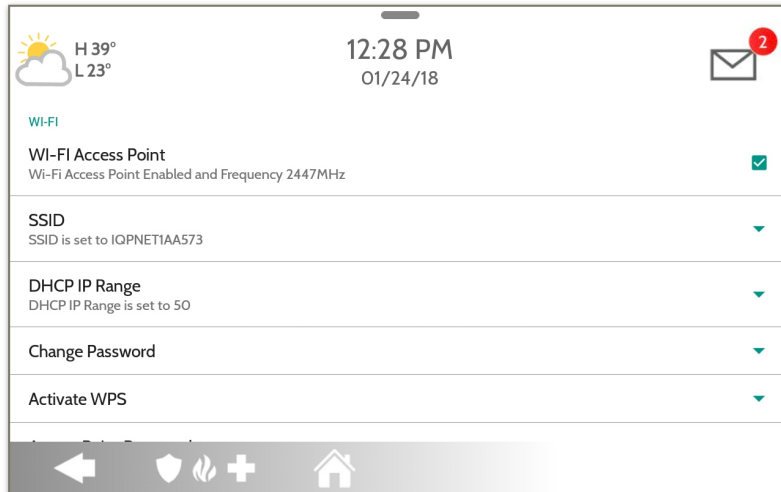 H 39°
L 23°
12:28 PM
01/24/18
2
WI-FI
WI-FI Access Point
Wi-Fi Access Point Enabled and Frequency 2447MHz
SSID
SSID is set to IQPNET1AA573
DHCP IP Range
DHCP IP Range is set to 50
Change Password
Activate WPS